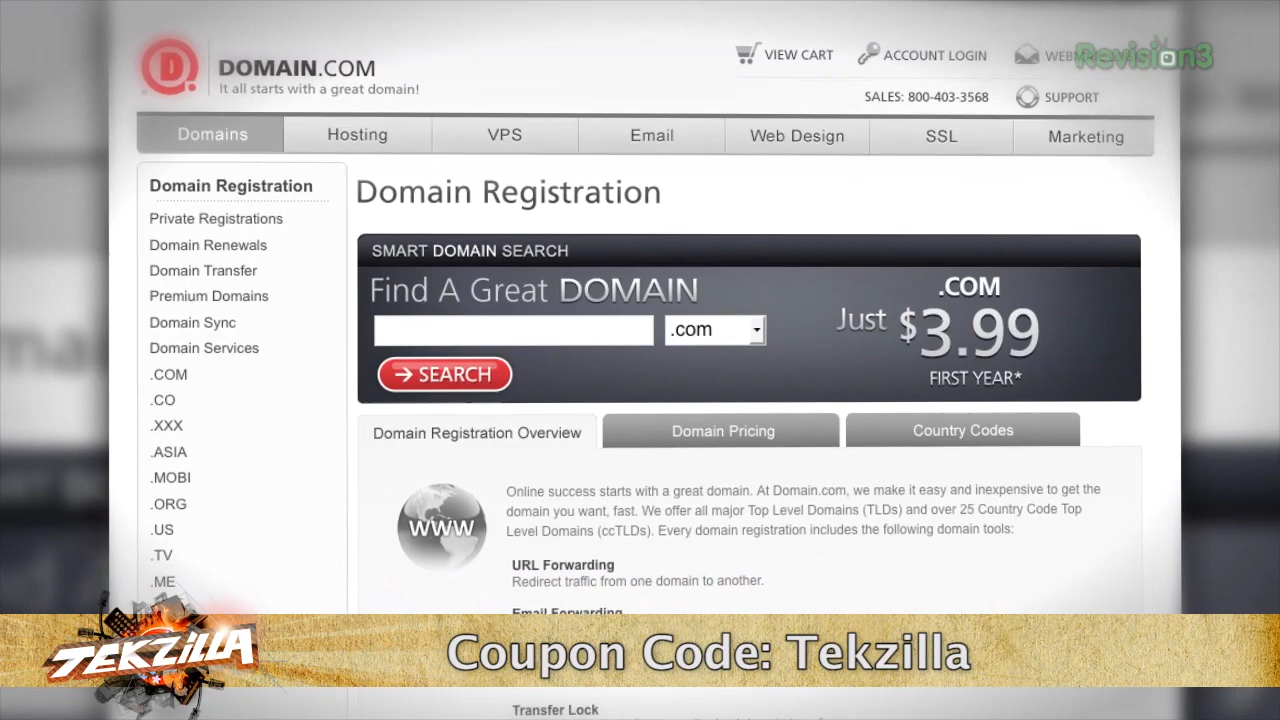 Revision3
D
DOMAIN.COM
It all starts with a great domain!
VIEW CART
ACCOUNT LOGIN
SALES: 800-403-3568
SUPPORT
Domains
Hosting
VPS
Email
Web Design
SSL
Marketing
Domain Registration
Private Registrations
Domain Renewals
Domain Transfer
Premium Domains
Domain Sync
Domain Services
.COM
.CO
.XXX
.ASIA
.MOBI
.ORG
.US
.TV
.ME
Domain Registration
SMART DOMAIN SEARCH
Find A Great DOMAIN
.com
SEARCH
.COM
Just $3.99
FIRST YEAR*
Domain Registration Overview
Domain Pricing
Country Codes
WWW
Online success starts with a great domain. At Domain.com, we make it easy and inexpensive to get the
domain you want, fast. We offer all major Top Level Domains (TLDs) and over 25 Country Code Top
Level Domains (ccTLDs). Every domain registration includes the following domain tools:
URL Forwarding
Redirect traffic from one domain to another.
Email Forwarding
TEKZILLA
Coupon Code: Tekzilla
Transfer Lock